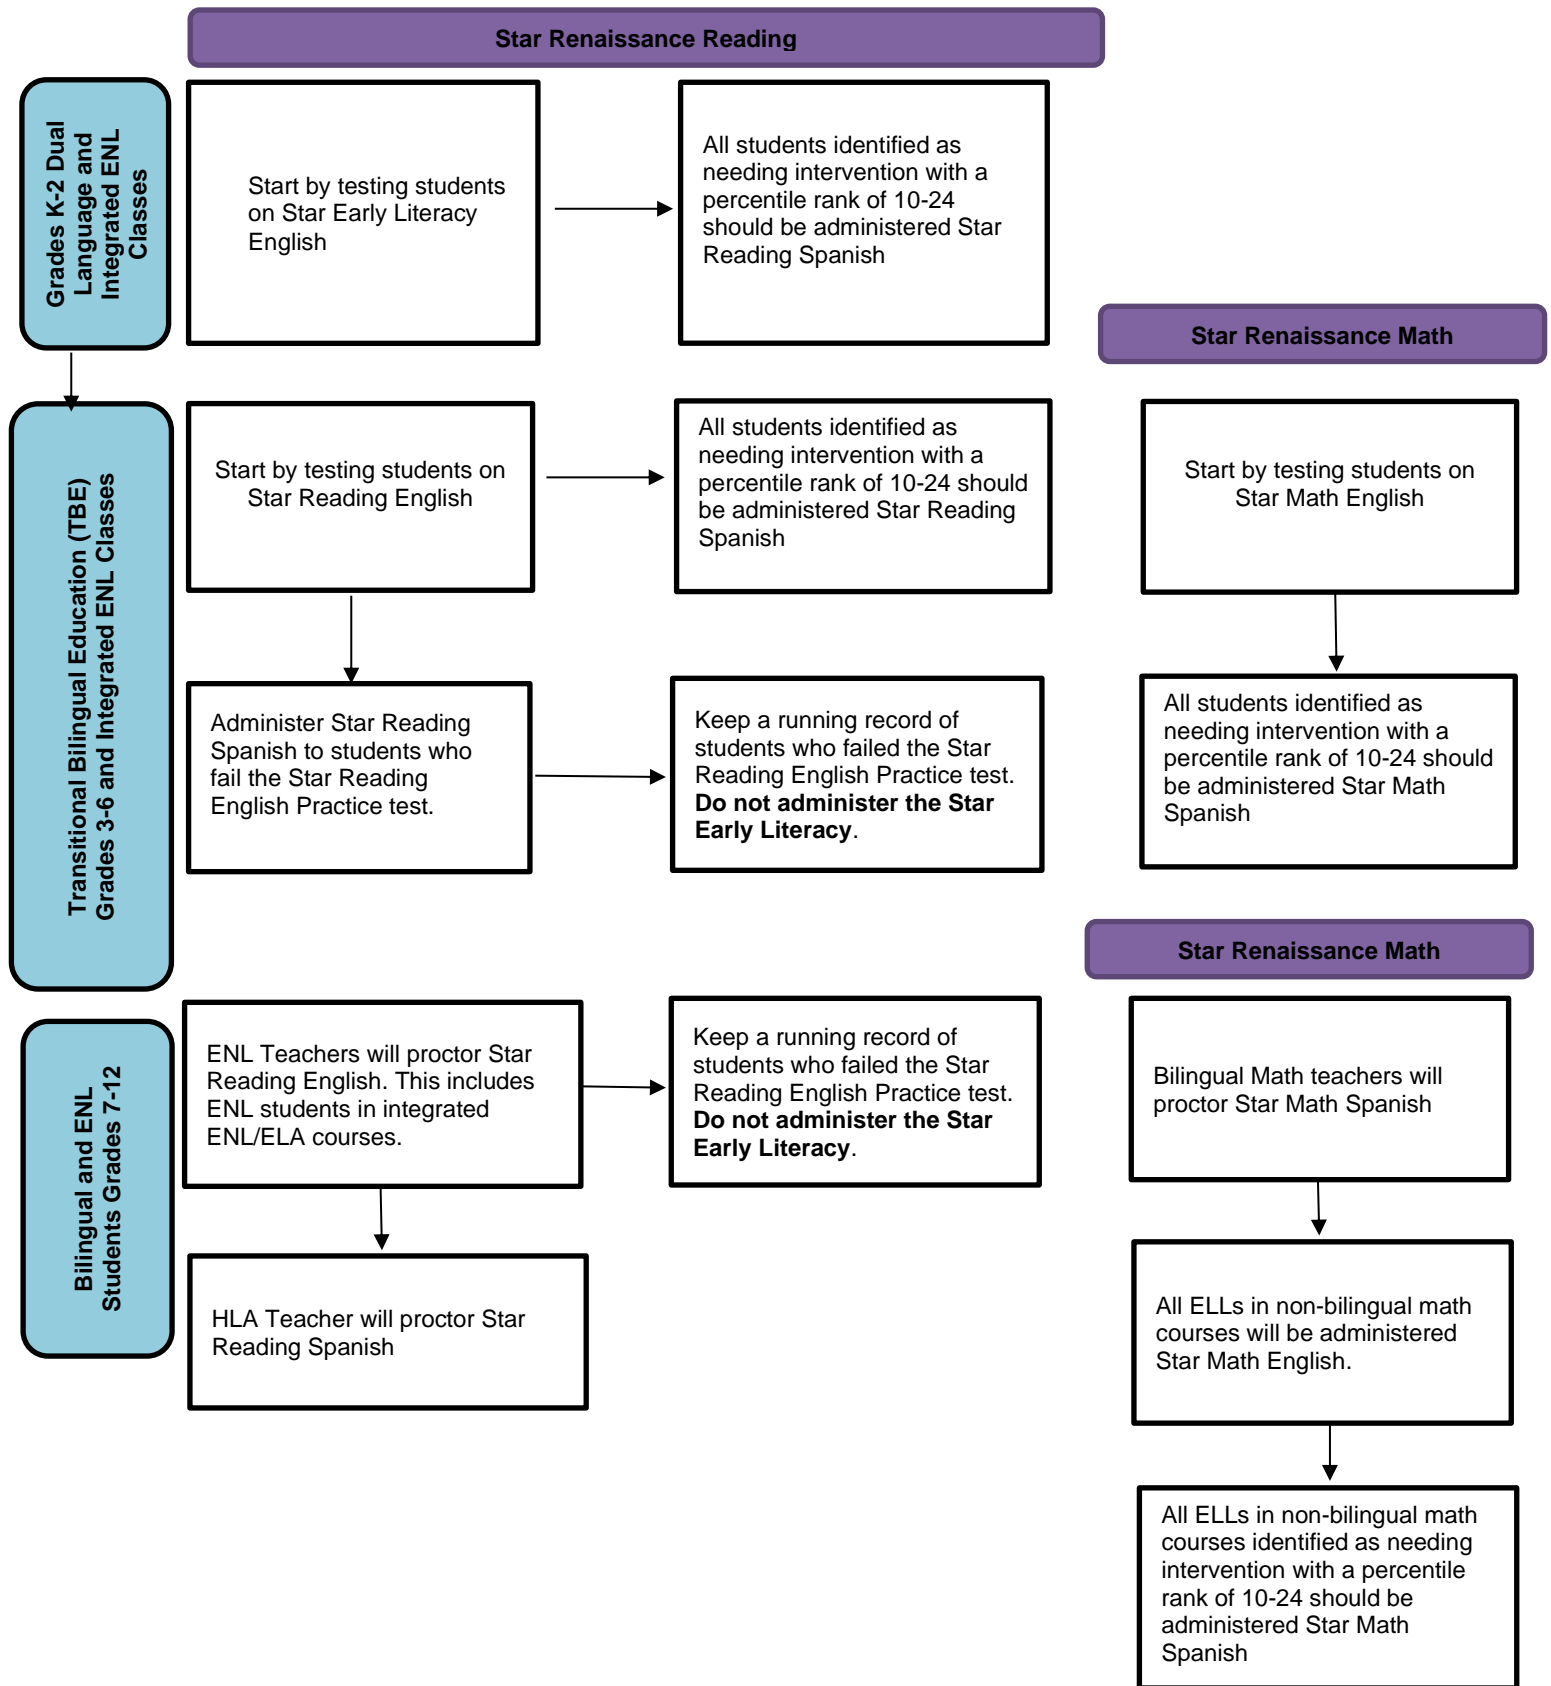 Star Renaissance Reading
Grades K-2 Dual
Language and
Integrated ENL
Classes
Start by testing students
on Star Early Literacy
English
All students identified as
needing intervention with a
percentile rank of 10-24
should be administered Star
Reading Spanish
Star Renaissance Math
Transitional Bilingual Education (TBE)
Grades 3-6 and Integrated ENL Classes
Start by testing students on
Star Reading English
All students identified as
needing intervention with a
percentile rank of 10-24 should
be administered Star Reading
Spanish
Start by testing students on
Star Math English
Administer Star Reading
Spanish to students who
fail the Star Reading
English Practice test.
Keep a running record of
students who failed the Star
Reading English Practice test.
Do not administer the Star
Early Literacy.
All students identified as
needing intervention with a
percentile rank of 10-24 should
be administered Star Math
Spanish
Star Renaissance Math
Bilingual and ENL
Students Grades 7-12
ENL Teachers will proctor Star
Reading English. This includes
ENL students in integrated
ENL/ELA courses.
Keep a running record of
students who failed the Star
Reading English Practice test.
Do not administer the Star
Early Literacy.
Bilingual Math teachers will
proctor Star Math Spanish
HLA Teacher will proctor Star
Reading Spanish
All ELLs in non-bilingual math
courses will be administered
Star Math English.
All ELLs in non-bilingual math
courses identified as needing
intervention with a percentile
rank of 10-24 should be
administered Star Math
Spanish